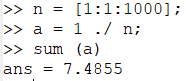 >> n = [1:1:1000];
>> a = 1 ./ n;
>> sum (a)
ans = 7.4855